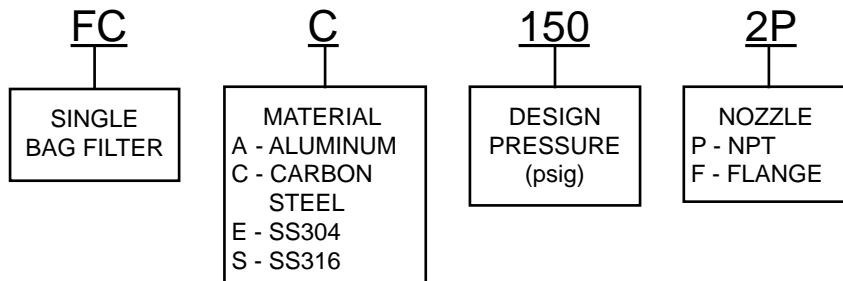 FC C 150 2P
SINGLE
BAG FILTER
MATERIAL
A - ALUMINUM
C - CARBON
STEEL
E - SS304
S - SS316
DESIGN
PRESSURE
(psig)
NOZZLE
P - NPT
F - FLANGE